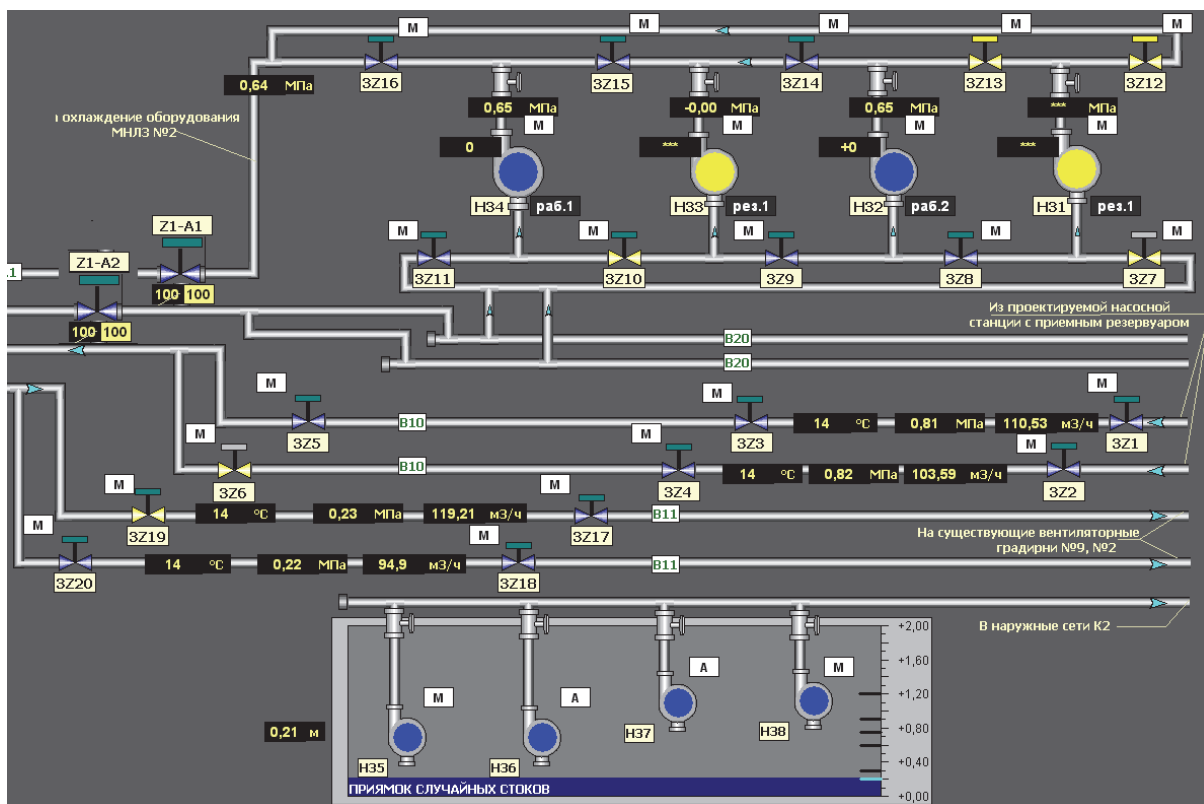 М М М М М
3Z16 3Z15 3Z14 3Z13 3Z12
0,64 МПа
охлаждение оборудования
МНЛЗ №2
0,65 МПа -0,00 МПа 0,65 МПа *** МПа
М М М М
0 *** +0 ***
Н34 раб.1 Н33 рез.1 Н32 раб.2 Н31 рез.1
М М М М М
3Z11 3Z10 3Z9 3Z8 3Z7
Z1-A1
Z1-A2
100 100
100 100
Из проектируемой насосной
станции с приемным резервуаром
В20
В20
М М М
3Z5 В10 3Z3 14 °C 0,81 МПа 110,53 м3/ч 3Z1
М М М
3Z6 В10 3Z4 14 °C 0,82 МПа 103,59 м3/ч 3Z2
М М
3Z19 14 °C 0,23 МПа 119,21 м3/ч 3Z17 В11
М М
3Z20 14 °C 0,22 МПа 94,9 м3/ч 3Z18 В11
На существующие вентиляторные
градирни №9, №2
В наружные сети К2
+2,00
+1,60
+1,20
+0,80
+0,40
+0,00
М А А М
0,21 м
Н35 Н36 Н37 Н38
ПРИЯМОК СЛУЧАЙНЫХ СТОКОВ